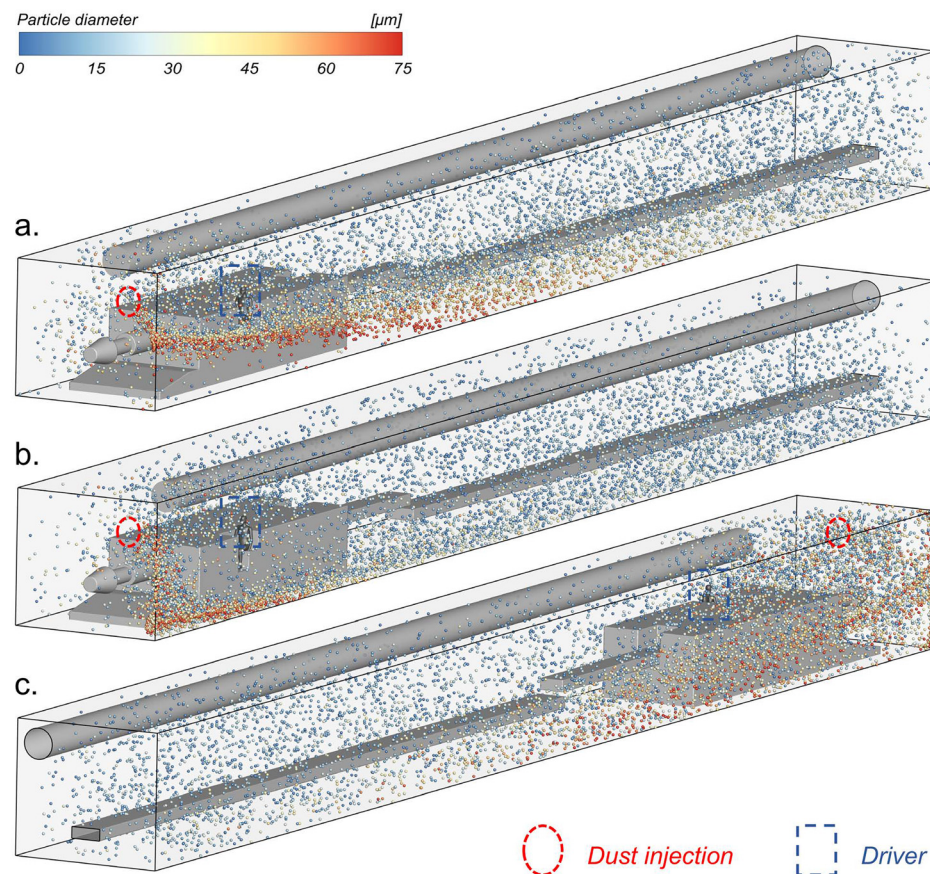 Particle diameter [µm]
0 15 30 45 60 75
a.
b.
c.
Dust injection Driver